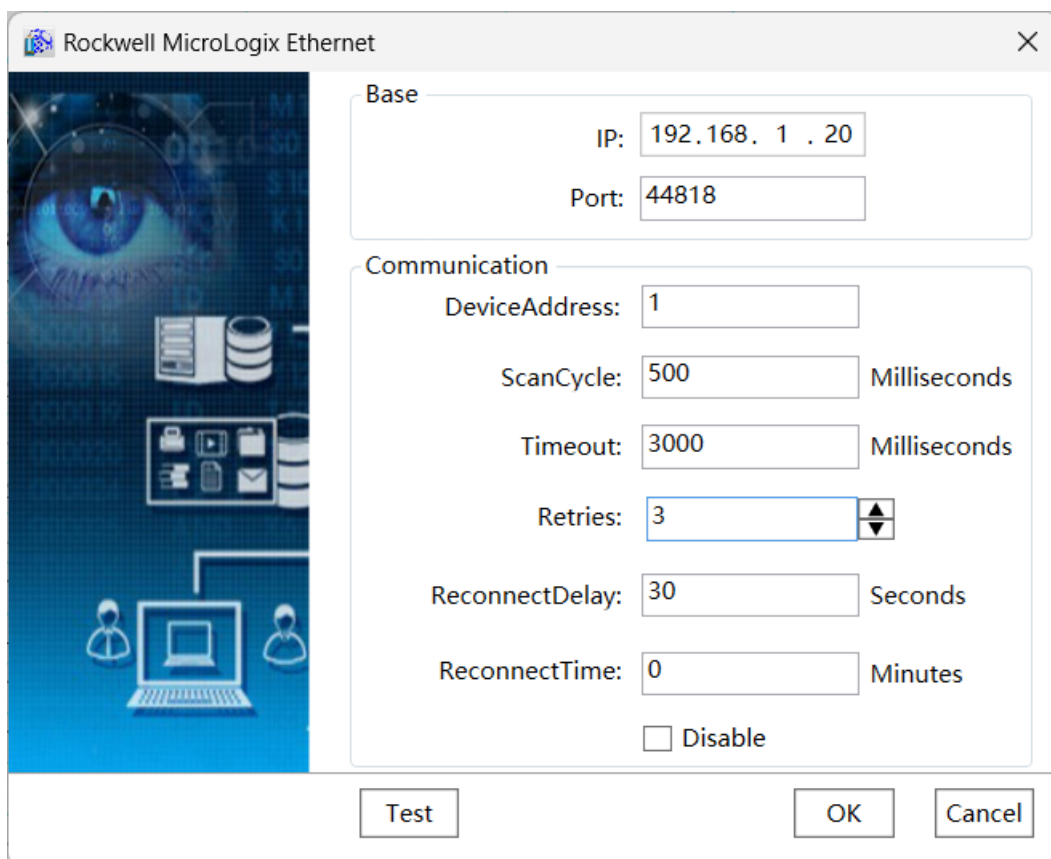 Rockwell MicroLogix Ethernet
Base
IP: 192.168. 1 . 20
Port: 44818
Communication
DeviceAddress: 1
ScanCycle: 500 Milliseconds
Timeout: 3000 Milliseconds
Retries: 3
ReconnectDelay: 30 Seconds
ReconnectTime: 0 Minutes
Disable
Test OK Cancel